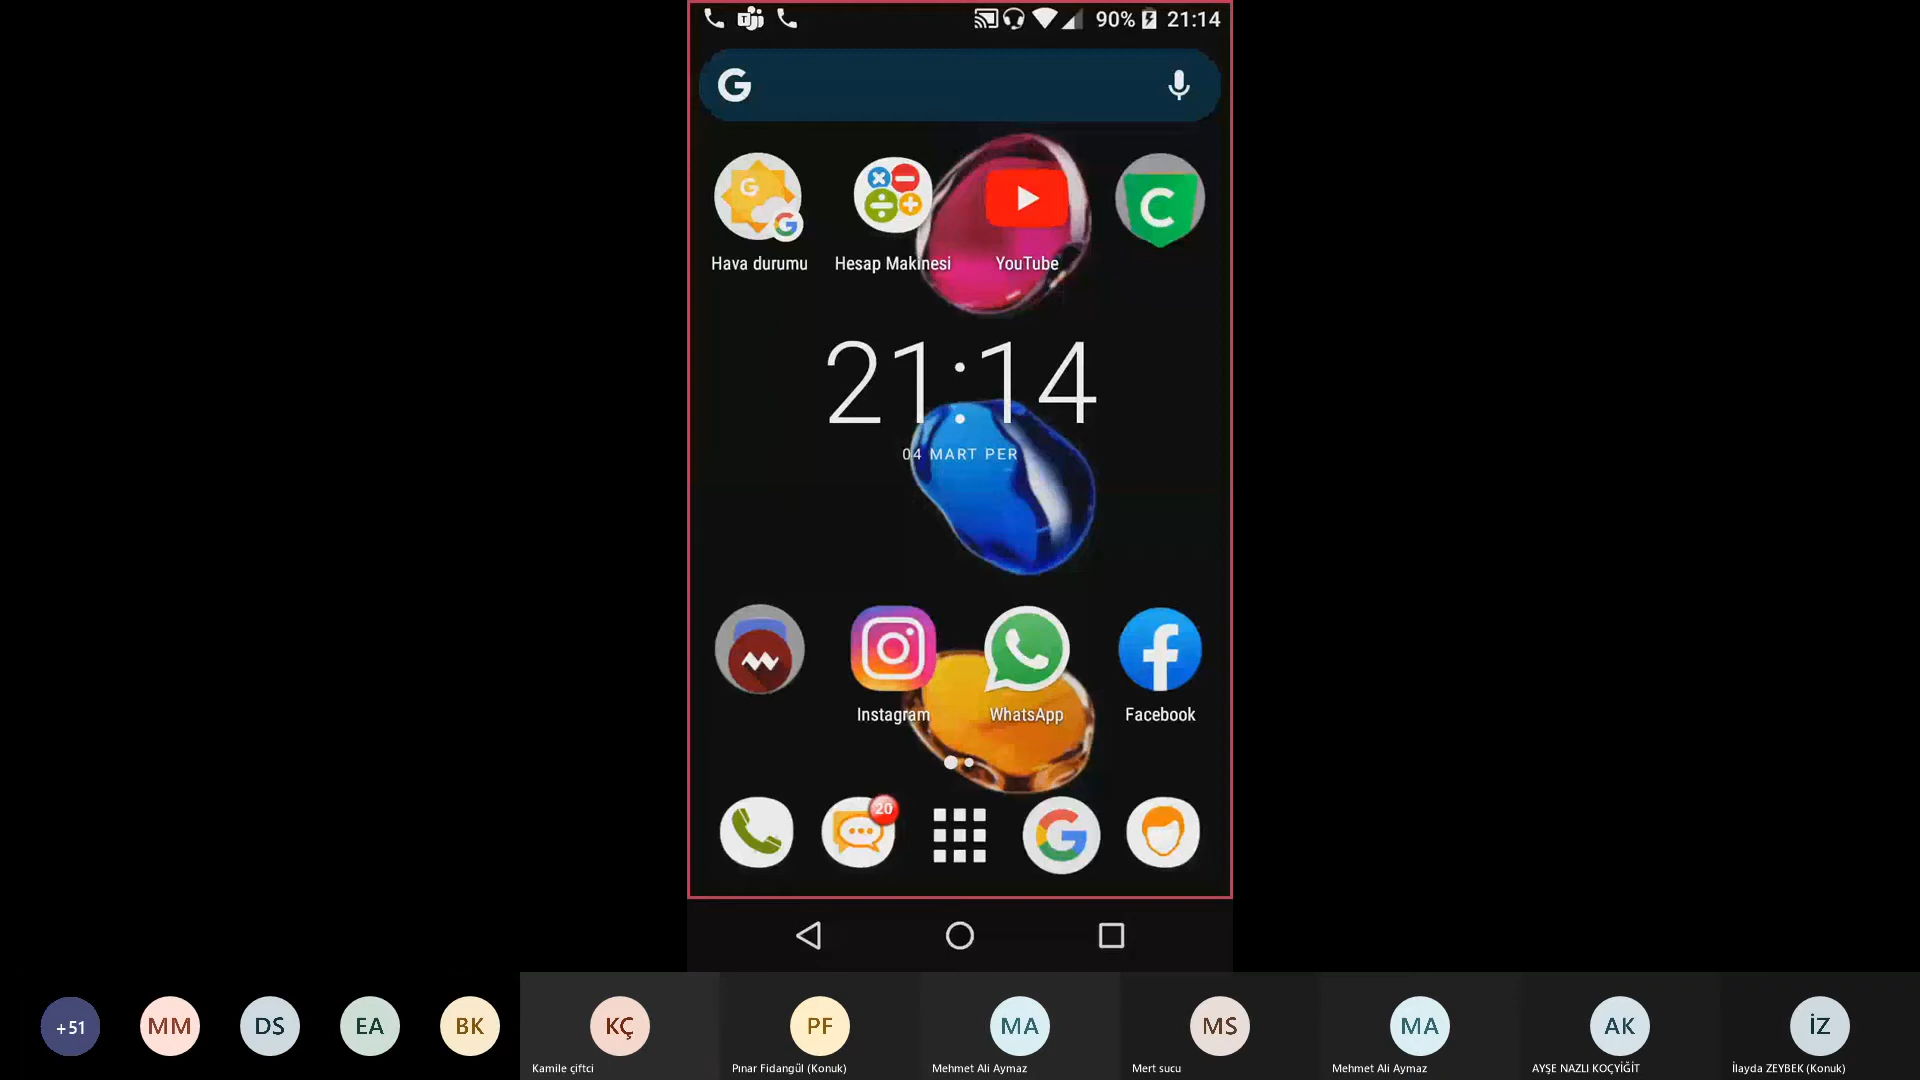 90% 21:14
Hava durumu Hesap Makinesi YouTube
21:14
04 MART PER
Instagram WhatsApp Facebook
20
+51 MM DS EA BK KÇ PF MA MS MA AK İZ
Kamile çiftci Pınar Fidangül (Konuk) Mehmet Ali Aymaz Mert sucu Mehmet Ali Aymaz AYŞE NAZLI KOÇYİĞİT İlayda ZEYBEK (Konuk)